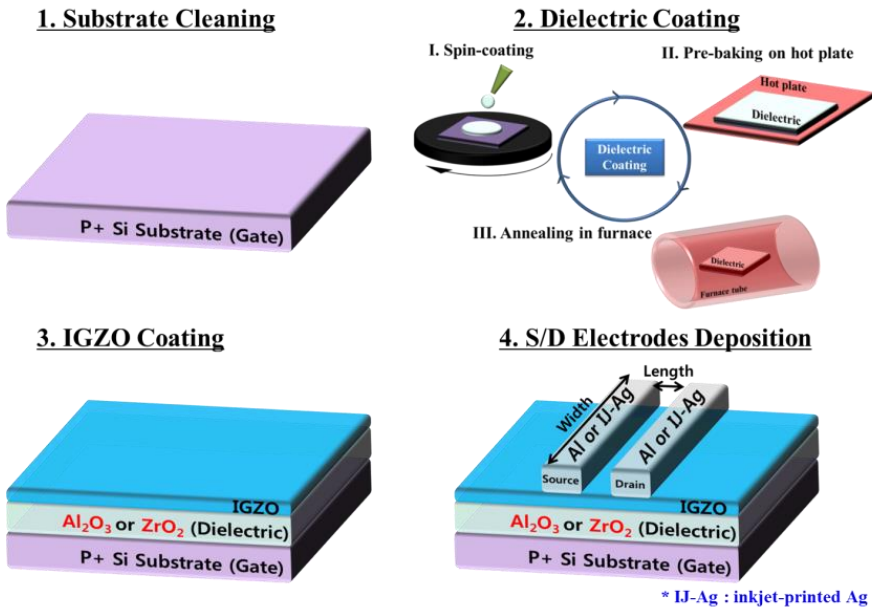 1. Substrate Cleaning
P+ Si Substrate (Gate)
2. Dielectric Coating
I. Spin-coating
II. Pre-baking on hot plate
Hot plate
Dielectric
Dielectric
Coating
III. Annealing in furnace
Dielectric
Furnace tube
3. IGZO Coating
IGZO
Al₂O₃ or ZrO₂ (Dielectric)
P+ Si Substrate (Gate)
4. S/D Electrodes Deposition
Length
Width
Al or IJ-Ag
Al or IJ-Ag
Source
Drain
IGZO
Al₂O₃ or ZrO₂ (Dielectric)
P+ Si Substrate (Gate)
* IJ-Ag : inkjet-printed Ag